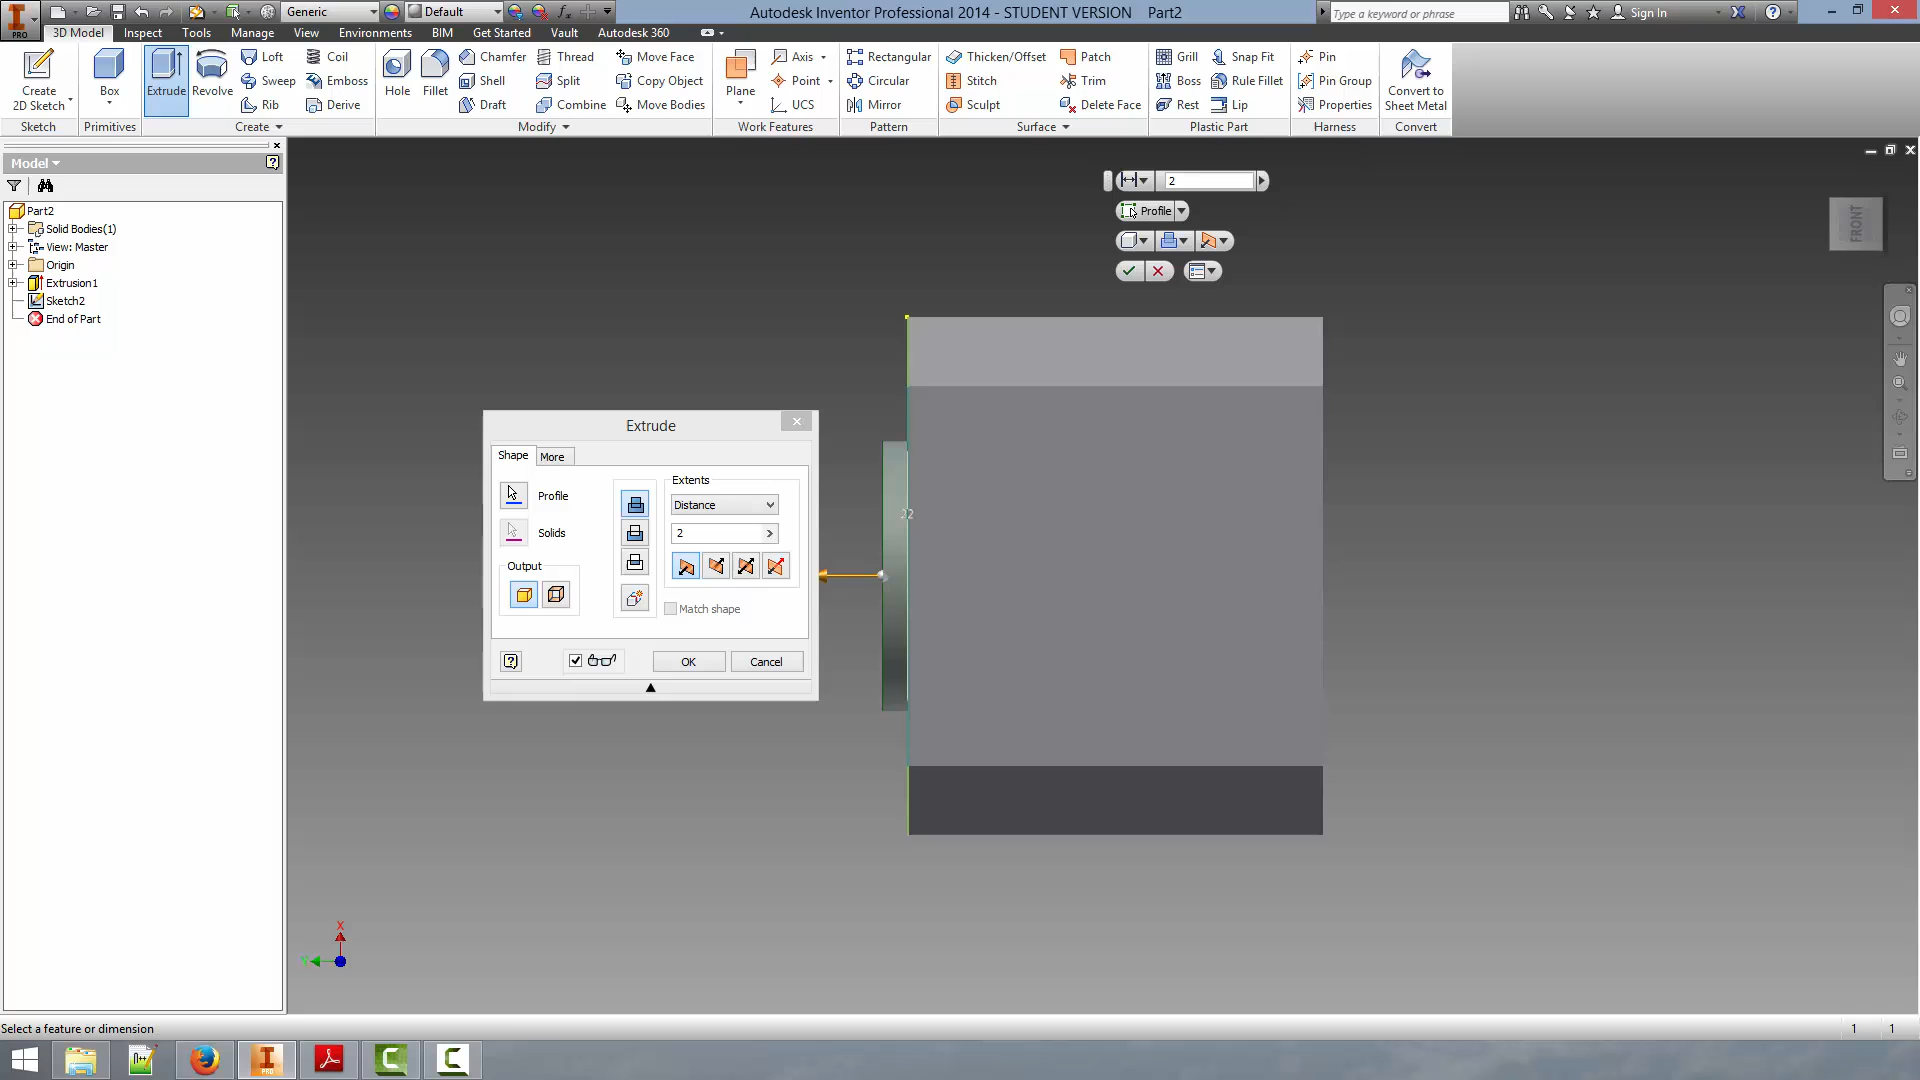 Generic
Default
Autodesk Inventor Professional 2014 - STUDENT VERSION Part2
Type a keyword or phrase
Sign In
PRO
3D Model Inspect Tools Manage View Environments BIM Get Started Vault Autodesk 360
Create
2D Sketch
Box
Extrude
Revolve
Loft
Coil
Sweep
Emboss
Rib
Derive
Hole
Fillet
Chamfer
Thread
Move Face
Shell
Split
Copy Object
Draft
Combine
Move Bodies
Plane
Axis
Point
UCS
Rectangular
Circular
Mirror
Thicken/Offset
Patch
Stitch
Trim
Sculpt
Delete Face
Grill
Snap Fit
Boss
Rule Fillet
Rest
Lip
Pin
Pin Group
Properties
Convert to
Sheet Metal
Sketch Primitives Create Modify Work Features Pattern Surface Plastic Part Harness Convert
Model
Part2
Solid Bodies(1)
View: Master
Origin
Extrusion1
Sketch2
End of Part
2
Profile
FRONT
Extrude
Shape More
Profile
Solids
Output
Extents
Distance
2
Match shape
OK Cancel
22
X
Select a feature or dimension
1 1
PRO